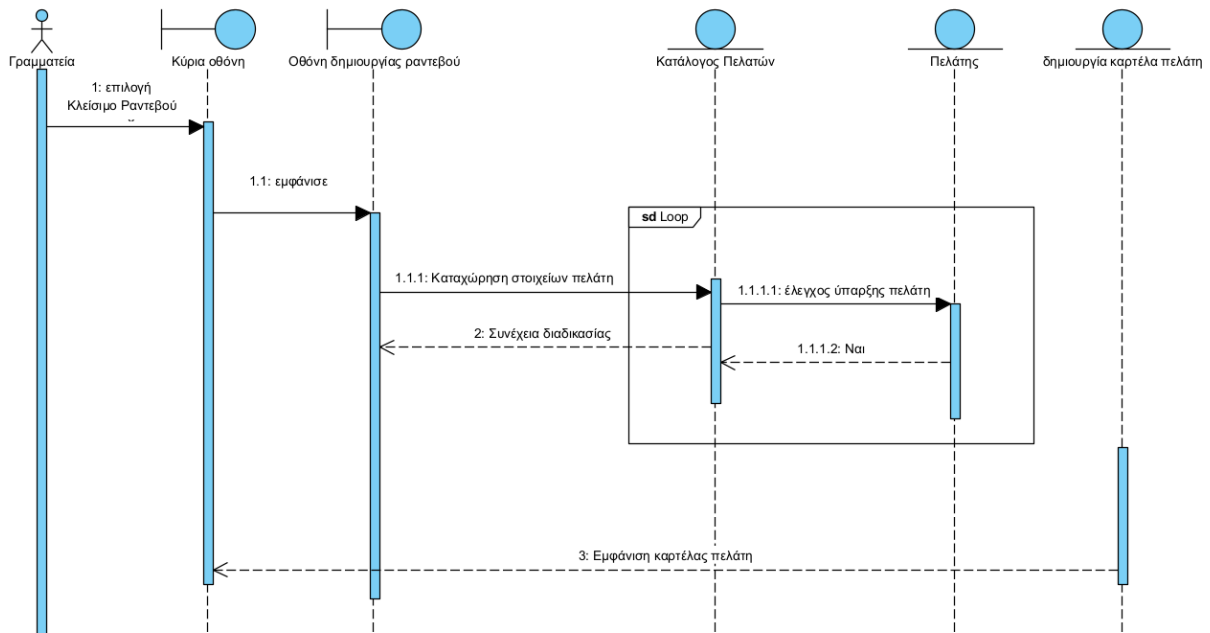 Γραμματεία
Κύρια οθόνη
Οθόνη δημιουργίας ραντεβού
Κατάλογος Πελατών
Πελάτης
δημιουργία καρτέλα πελάτη
1: επιλογή
Κλείσιμο Ραντεβού
1.1: εμφάνισε
sd Loop
1.1.1: Καταχώρηση στοιχείων πελάτη
1.1.1.1: έλεγχος ύπαρξης πελάτη
2: Συνέχεια διαδικασίας
1.1.1.2: Ναι
3: Εμφάνιση καρτέλας πελάτη